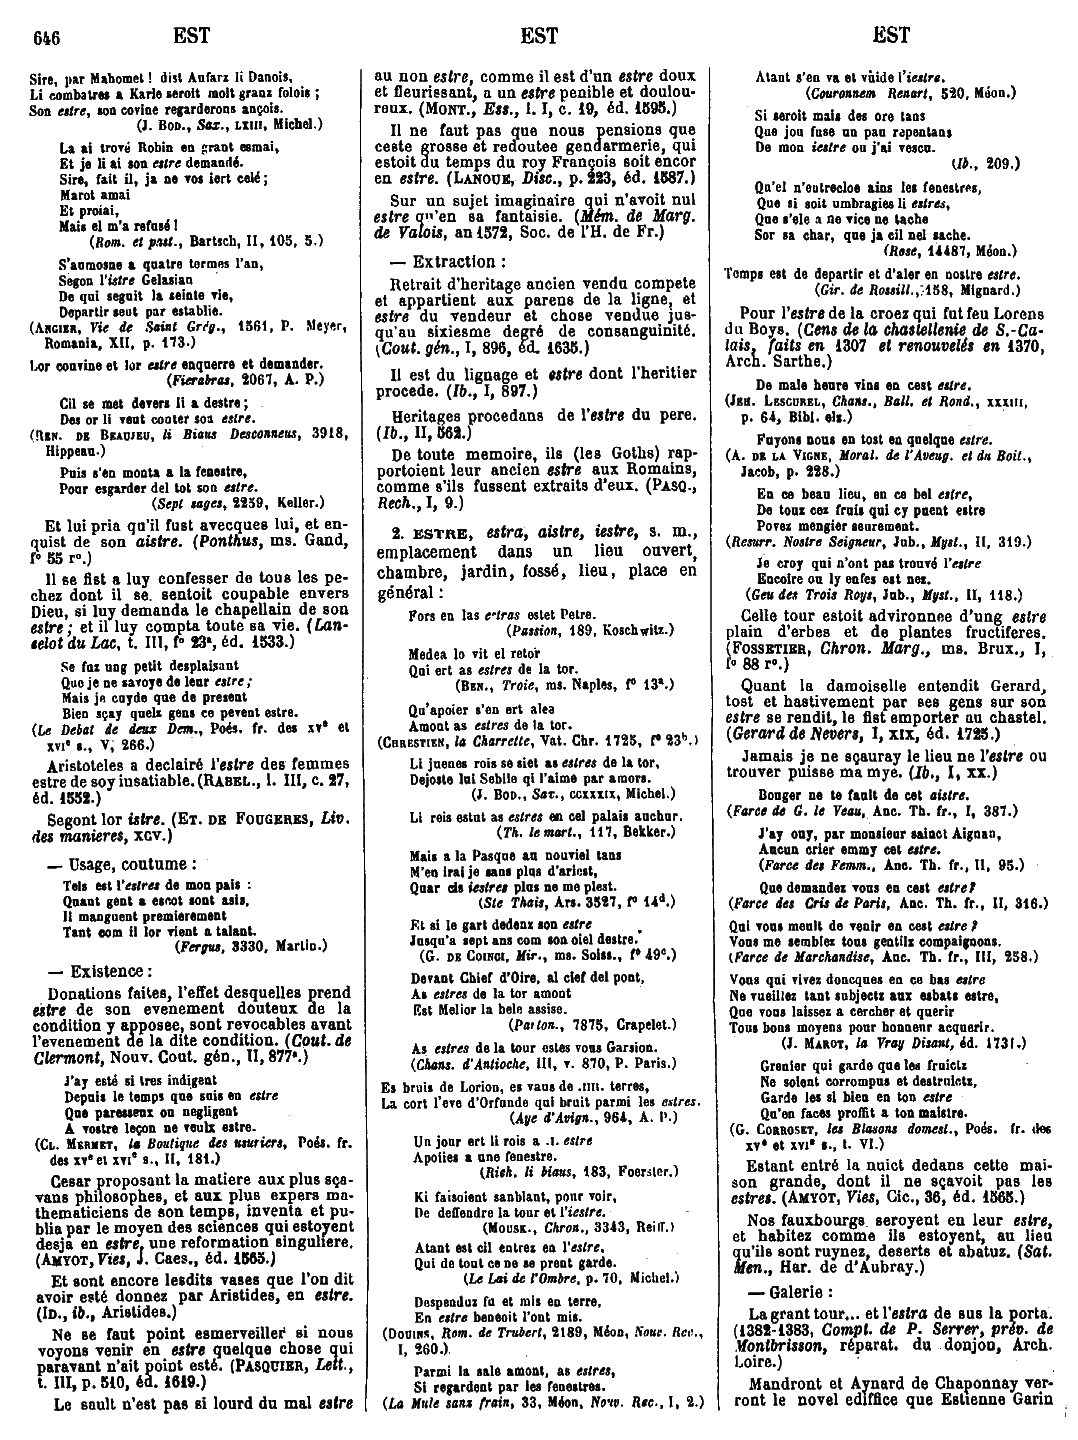 646 EST EST EST
Sire, par Mahomet ! dist Aufarz li Danois,
Li combatres a Karle seroit molt granz folois ;
Son estre, son covine regarderons ançois.
(J. BOD., Sax., LXIII, Michel.)
La ai trové Robin en grant esmai,
Et je li ai son estre demandé.
Sire, fait il, ja ne vos iert celé ;
Marot amai
Et proiai,
Mais el m'a refusé !
(Rom. et past., Bartsch, II, 105, 5.)
S'aumosne a quatre termes l'an,
Segon l'istre Gelasian
De qui seguit la seinte vie,
Departir seut par establie.
(ANGIER, Vie de Saint Grég., 1561, P. Meyer,
Romania, XII, p. 173.)
Lor couvine et lor estre enquerre et demander.
(Fierabras, 2067, A. P.)
Cil se met devers li a destre ;
Des or li veut conter son estre.
(REN. DE BEAUJEU, li Biaus Desconneus, 3918,
Hippeau.)
Puis s'en monta a la fenestre,
Pour esgarder del tot son estre.
(Sept sages, 2259, Keller.)
Et lui pria qu'il fust avecques lui, et en-
quist de son aistre. (Ponthus, ms. Gand,
f° 55 r°.)
Il se fist a luy confesser de tous les pe-
chez dont il se sentoit coupable envers
Dieu, si luy demanda le chapellain de son
estre ; et il luy compta toute sa vie. (Lan-
selot du Lac, t. III, f° 23ª, éd. 1533.)
Se fuz ung petit desplaisant
Que je ne savoye de leur estre ;
Mais je cuyde que de present
Bien sçay quelz gens ce pevent estre.
(Le Debat de deux Dem., Poés. fr. des XVe et
XVIe s., V, 266.)
Aristoteles a declairé l'estre des femmes
estre de soy insatiable. (RABEL., l. III, c. 27,
éd. 1552.)
Segont lor istre. (ET. DE FOUGERES, Liv.
des manieres, XCV.)
— Usage, coutume :
Tels est l'estres de mon païs :
Quant gent a escot sont asis,
Il manguent premierement
Tant com il lor vient a talant.
(Fergus, 3330, Martin.)
— Existence :
Donations faites, l'effet desquelles prend
estre de son evenement douteux de la
condition y apposee, sont revocables avant
l'evenement de la dite condition. (Cout. de
Clermont, Nouv. Cout. gén., II, 877ª.)
J'ay esté si tres indigent
Depuis le temps que suis en estre
Que paresseux ou negligent
A vostre leçon ne veulx estre.
(CL. MERMET, la Boutique des usuriers, Poés. fr.
des XVe et XVIe s., II, 181.)
Cesar proposant la matiere aux plus sça-
vans philosophes, et aux plus expers ma-
thematiciens de son temps, inventa et pu-
blia par le moyen des sciences qui estoyent
desja en estre, une reformation singuliere.
(AMYOT, Vies, J. Caes., éd. 1565.)
Et sont encore lesdits vases que l'on dit
avoir esté donnez par Aristides, en estre.
(ID., ib., Aristides.)
Ne se faut point esmerveiller si nous
voyons venir en estre quelque chose qui
paravant n'ait point esté. (PASQUIER, Lett.,
t. III, p. 510, éd. 1619.)
Le sault n'est pas si lourd du mal estre
au non estre, comme il est d'un estre doux
et fleurissant, a un estre penible et doulou-
reux. (MONT., Ess., l. I, c. 19, éd. 1595.)
Il ne faut pas que nous pensions que
ceste grosse et redoutee gendarmerie, qui
estoit du temps du roy François soit encor
en estre. (LANOUE, Disc., p. 223, éd. 1587.)
Sur un sujet imaginaire qui n'avoit nul
estre qu'en sa fantaisie. (Mém. de Marg.
de Valois, an 1572, Soc. de l'H. de Fr.)
— Extraction :
Retrait d'heritage ancien vendu compete
et appartient aux parens de la ligne, et
estre du vendeur et chose vendue jus-
qu'au sixiesme degré de consanguinité.
(Cout. gén., I, 896, éd. 1635.)
Il est du lignage et estre dont l'heritier
procede. (Ib., I, 897.)
Heritages procedans de l'estre du pere.
(Ib., II, 562.)
De toute memoire, ils (les Goths) rap-
portoient leur ancien estre aux Romains,
comme s'ils fussent extraits d'eux. (PASQ.,
Rech., I, 9.)
2. ESTRE, estra, aistre, iestre, s. m.,
emplacement dans un lieu ouvert,
chambre, jardin, fossé, lieu, place en
général :
Fors en las estras estet Petre.
(Passion, 189, Koschwitz.)
Medea lo vit el retor
Qui ert as estres de la tor.
(BEN., Troie, ms. Naples, f° 13ª.)
Qu'apoier s'en ert alea
Amont as estres de la tor.
(CHRESTIEN, la Charrette, Vat. Chr. 1725, f° 23b.)
Li juenes rois se siet as estres de la tor,
Dejoste lui Sebile qi l'aime par amors.
(J. BOD., Sax., CCXXXIX, Michel.)
Li reis estut as estres en cel palais auchur.
(Th. le mart., 117, Bekker.)
Mais a la Pasque au nouviel tans
M'en irai je sans plus d'ariest,
Quar cis iestres plus ne me plest.
(Ste Thais, Ars. 3527, f° 14d.)
Et si le gart dedenz son estre
Jusqu'a sept ans com son oiel destre.
(G. DE COINCI, Mir., ms. Soiss., f° 49c.)
Devant Chief d'Oire, al cief del pont,
As estres de la tor amont
Est Melior la bele assise.
(Parton., 7875, Crapelet.)
As estres de la tour estes vous Garsion.
(Chans. d'Antioche, III, v. 870, P. Paris.)
Es bruis de Lorion, es vaus de .IIII. terres,
La cort l'eve d'Orfunde qui bruit parmi les estres.
(Aye d'Avign., 964, A. P.)
Un jour ert li rois a .I. estre
Apoiies a une fenestre.
(Rich. li biaus, 183, Foerster.)
Ki faisoient sanblant, pour voir,
De deffendre la tour et l'iestre.
(MOUSK., Chron., 3343, Reiff.)
Atant est cil entrez en l'estre,
Qui de tout ce ne se prent garde.
(Le Lai de l'Ombre, p. 70, Michel.)
Despenduz fu et mis en terre,
En estre beneoit l'ont mis.
(DOUINS, Rom. de Trubert, 2189, Méon, Nouv. Rec.,
I, 260.)
Parmi la sale amont, as estres,
Si regardent par les fenestres.
(La Mule sanz frain, 33, Méon, Nouv. Rec., I, 2.)
Atant s'en va et vuide l'iestre.
(Couronnem Renart, 520, Méon.)
Si seroit mais des ore tans
Que jou fuse un pau repentans
De mon iestre ou j'ai vescu.
(Ib., 209.)
Qu'el n'entrecloe ains les fenestres,
Que si soit umbragies li estres,
Que s'ele a ne vice ne tache
Sor sa char, que ja cil nel sache.
(Rose, 14487, Méon.)
Temps est de departir et d'aler en nostre estre.
(Gir. de Rossill., 158, Mignard.)
Pour l'estre de la croez qui fut feu Lorens
du Boys. (Cens de la chastellenie de S.-Ca-
lais, faits en 1307 et renouvelés en 1370,
Arch. Sarthe.)
De male heure vins en cest estre.
(JEH. LESCUREL, Chans., Ball. et Rond., XXXIII,
p. 64, Bibl. elz.)
Fuyons nous en tost en quelque estre.
(A. DE LA VIGNE, Moral. de l'Aveug. et du Boit.,
Jacob, p. 228.)
En ce beau lieu, en ce bel estre,
De touz cez fruis qui cy puent estre
Povez mengier seurement.
(Resurr. Nostre Seigneur, Jub., Myst., II, 319.)
Je croy qui n'ont pas trouvé l'estre
Encoire ou ly enfes est nez.
(Geu des Trois Roys, Jub., Myst., II, 118.)
Celle tour estoit advironnee d'ung estre
plain d'erbes et de plantes fructiferes.
(FOSSETIER, Chron. Marg., ms. Brux., I,
f° 88 r°.)
Quant la damoiselle entendit Gerard,
tost et hastivement par ses gens sur son
estre se rendit, le fist emporter au chastel.
(Gerard de Nevers, I, XIX, éd. 1725.)
Jamais je ne sçauray le lieu ne l'estre ou
trouver puisse ma mye. (Ib., I, XX.)
Bouger ne te fault de cet aistre.
(Farce de G. le Veau, Anc. Th. fr., I, 387.)
J'ay ouy, par monsieur sainct Aignan,
Aucun crier emmy cet estre.
(Farce des Femm., Anc. Th. fr., II, 95.)
Que demandez vous en cest estre?
(Farce des Cris de Paris, Anc. Th. fr., II, 316.)
Qui vous meult de venir en cest estre ?
Vous me semblez tous gentilz compaignons.
(Farce de Marchandise, Anc. Th. fr., III, 258.)
Vous qui vivez doncques en ce bas estre
Ne vueillez tant subjectz aux esbats estre,
Que vous laissez a cercher et querir
Tous bons moyens pour honneur acquerir.
(J. MAROT, la Vray Disant, éd. 1731.)
Grenier qui garde que les fruictz
Ne soient corrompus et destruictz,
Garde les si bien en ton estre
Qu'en faces proffit a ton maistre.
(G. CORROSET, les Blasons domest., Poés. fr. des
XVe et XVIe s., t. VI.)
Estant entré la nuict dedans cette mai-
son grande, dont il ne sçavoit pas les
estres. (AMYOT, Vies, Cic., 36, éd. 1565.)
Nos fauxbourgs seroyent en leur estre,
et habitez comme ils estoyent, au lieu
qu'ils sont ruynez, deserts et abatuz. (Sat.
Men., Har. de d'Aubray.)
— Galerie :
La grant tour... et l'estra de sus la porta.
(1382-1383, Compt. de P. Serrer, prév. de
Montbrisson, réparat. du donjon, Arch.
Loire.)
Mandront et Aynard de Chaponnay ver-
ront le novel edifflce que Estienne Garin